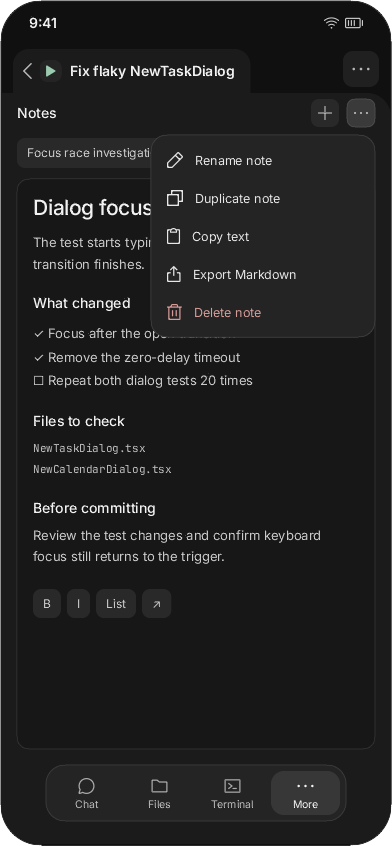 9:41
Fix flaky NewTaskDialog
Notes
Focus race investigati
Rename note
Duplicate note
Copy text
Export Markdown
Delete note
Dialog focus
The test starts typin
transition finishes.
What changed
✓ Focus after the open
✓ Remove the zero-delay timeout
☐ Repeat both dialog tests 20 times
Files to check
NewTaskDialog.tsx
NewCalendarDialog.tsx
Before committing
Review the test changes and confirm keyboard
focus still returns to the trigger.
B I List ↗
Chat Files Terminal More